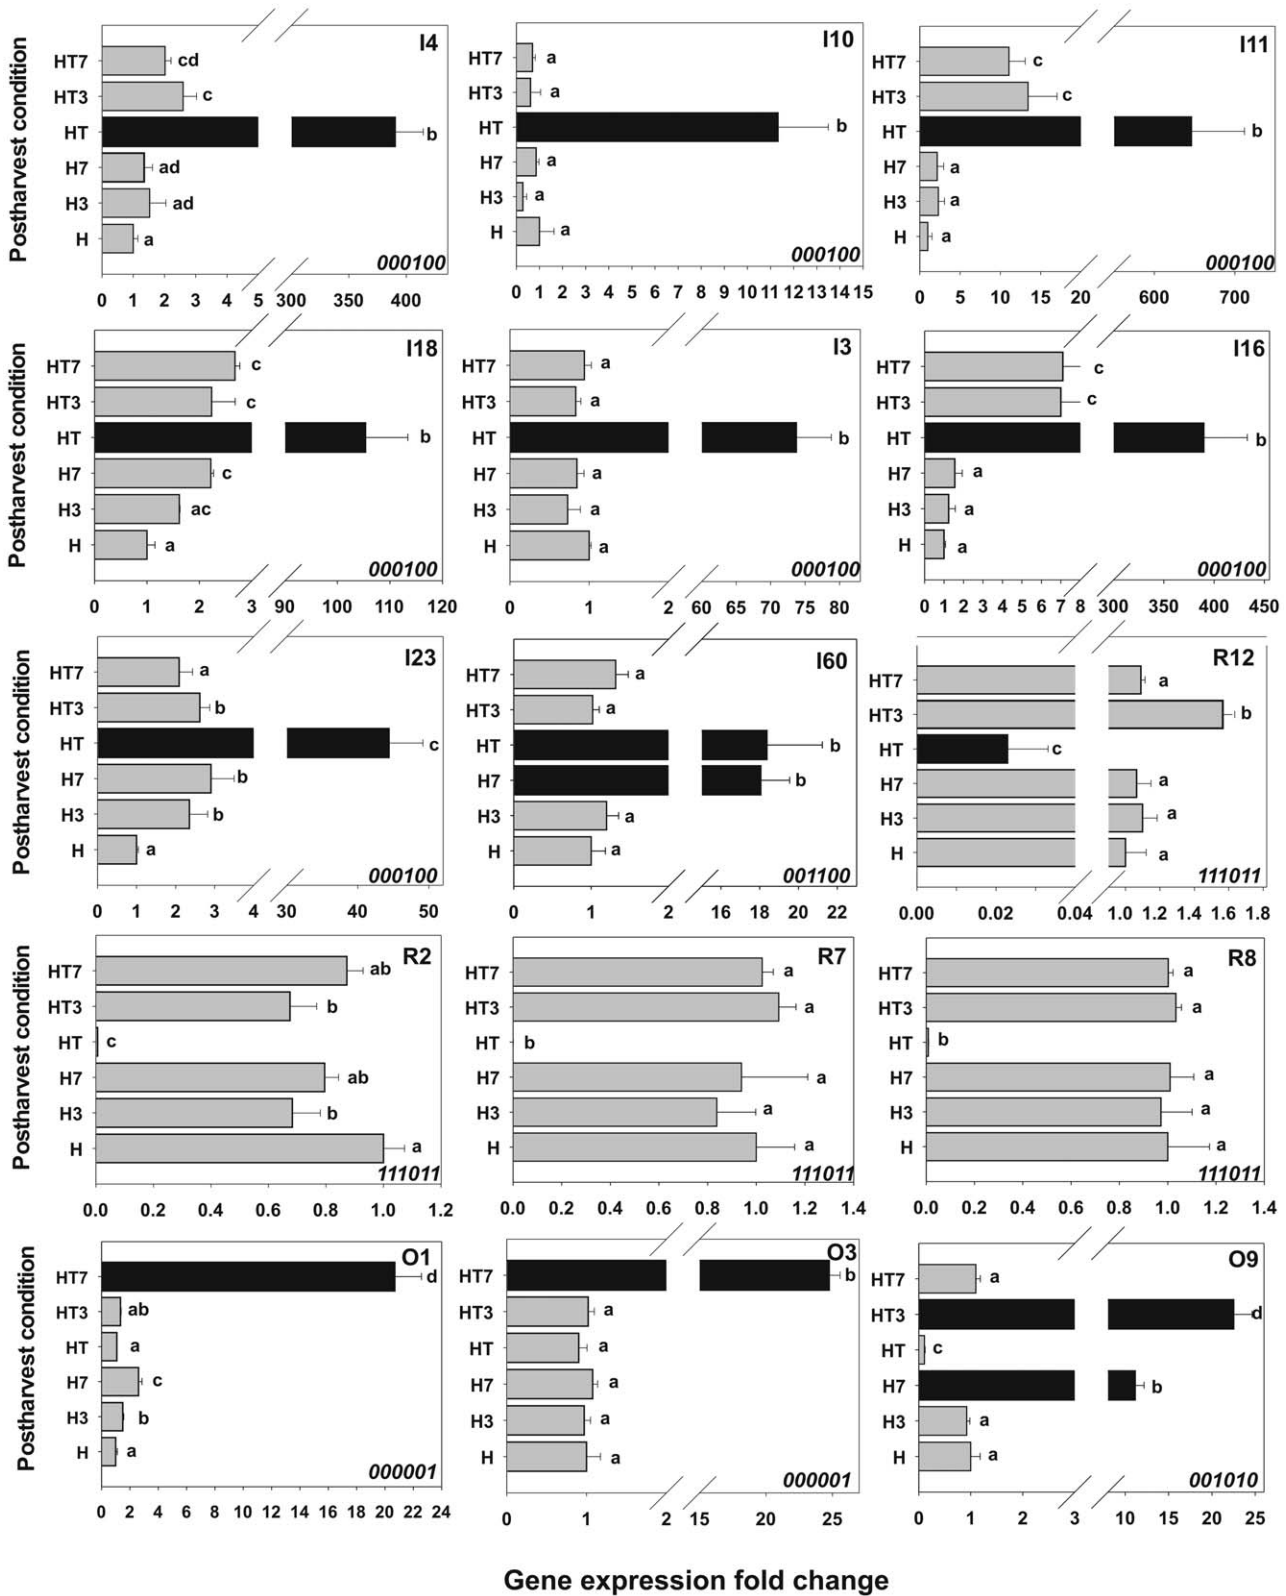 I4 I10 I11
Postharvest condition
HT7 cd HT7 a HT7 c
HT3 c HT3 a HT3 c
HT b HT b HT b
H7 ad H7 a H7 a
H3 ad H3 a H3 a
H a H a H a
000100 000100 000100
0 1 2 3 4 5 300 350 400 0 1 2 3 4 5 6 7 8 9 10 11 12 13 14 15 0 5 10 15 20 600 700
I18 I3 I16
Postharvest condition
HT7 c HT7 a HT7 c
HT3 c HT3 a HT3 c
HT b HT b HT b
H7 c H7 a H7 a
H3 ac H3 a H3 a
H a H a H a
000100 000100 000100
0 1 2 3 90 100 110 120 0 1 2 60 65 70 75 80 0 1 2 3 4 5 6 7 8 300 350 400 450
I23 I60 R12
Postharvest condition
HT7 a HT7 a HT7 a
HT3 b HT3 a HT3 b
HT c HT b HT c
H7 b H7 b H7 a
H3 b H3 a H3 a
H a H a H a
000100 001100 111011
0 1 2 3 4 30 40 50 0 1 2 16 18 20 22 0.00 0.02 0.04 1.0 1.2 1.4 1.6 1.8
R2 R7 R8
Postharvest condition
HT7 ab HT7 a HT7 a
HT3 b HT3 a HT3 a
HT c HT b HT b
H7 ab H7 a H7 a
H3 b H3 a H3 a
H a H a H a
111011 111011 111011
0.0 0.2 0.4 0.6 0.8 1.0 1.2 0.0 0.2 0.4 0.6 0.8 1.0 1.2 1.4 0.0 0.2 0.4 0.6 0.8 1.0 1.2 1.4
O1 O3 O9
Postharvest condition
HT7 d HT7 b HT7 a
HT3 ab HT3 a HT3 d
HT a HT a HT c
H7 c H7 a H7 b
H3 b H3 a H3 a
H a H a H a
000001 000001 001010
0 2 4 6 8 10 12 14 16 18 20 22 24 0 1 2 15 20 25 0 1 2 3 10 15 20 25
Gene expression fold change